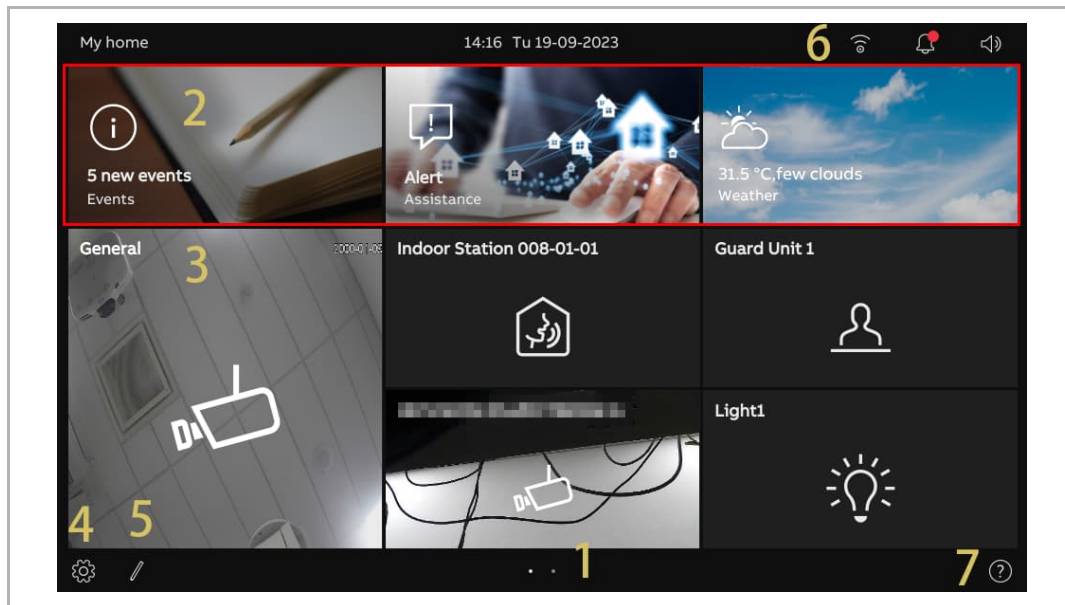 My home
14:16 Tu 19-09-2023
6
2
5 new events
Events
Alert
Assistance
31.5 °C,few clouds
Weather
General
3
Indoor Station 008-01-01
Guard Unit 1
Light1
4
5
1
7